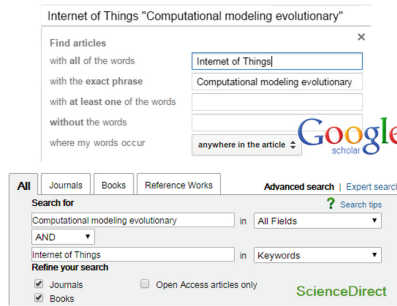 Internet of Things "Computational modeling evolutionary"
Find articles
×
with all of the words Internet of Things
with the exact phrase Computational modeling evolutionary
with at least one of the words
without the words
where my words occur anywhere in the article
Google
scholar
All Journals Books Reference Works Advanced search | Expert searc
Search for ? Search tips
Computational modeling evolutionary in All Fields
AND
Internet of Things in Keywords
Refine your search
Journals Open Access articles only
Books
ScienceDirect